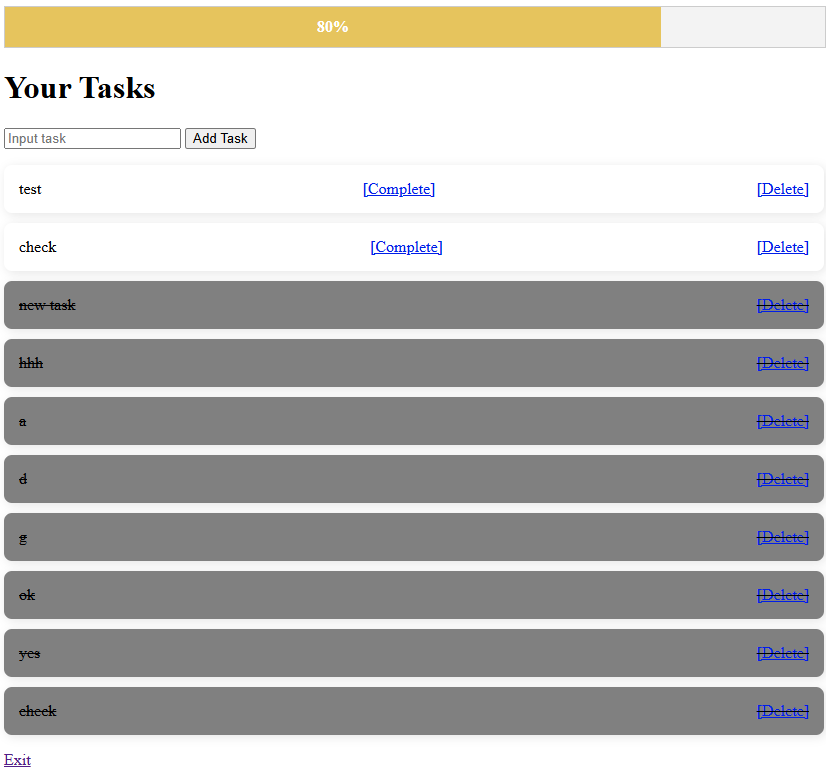 80%
Your Tasks
Input task Add Task
test [Complete] [Delete]
check [Complete] [Delete]
new task [Delete]
hhh [Delete]
a [Delete]
d [Delete]
g [Delete]
ok [Delete]
yes [Delete]
check [Delete]
Exit